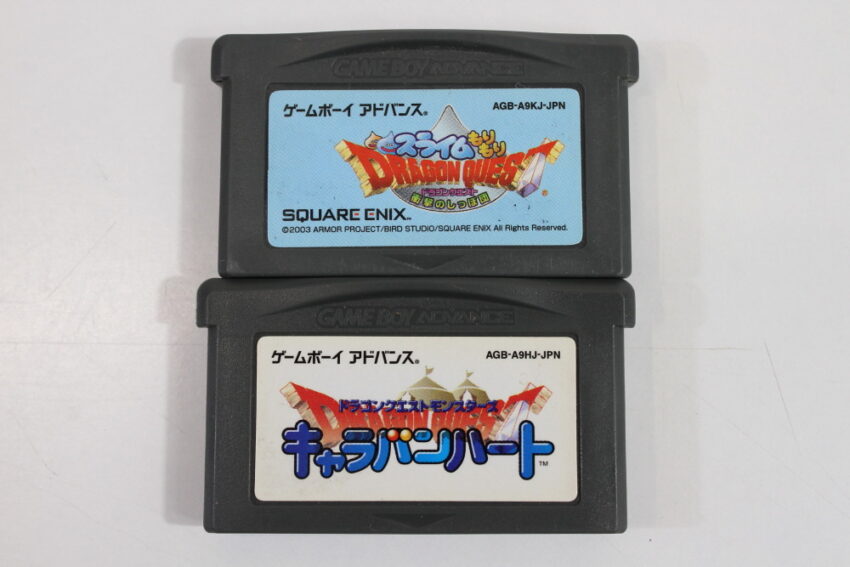 GAME BOY ADVANCE
ゲームボーイ アドバンス®
AGB-A9KJ-JPN
スライムもりもり
DRAGON QUEST®
ドラゴンクエスト
衝撃のしっぽ団
SQUARE ENIX™
©2003 ARMOR PROJECT/BIRD STUDIO/SQUARE ENIX All Rights Reserved.
GAME BOY ADVANCE
ゲームボーイ アドバンス®
AGB-A9HJ-JPN
DRAGON QUEST
ドラゴンクエストモンスターズ
キャラバンハート™